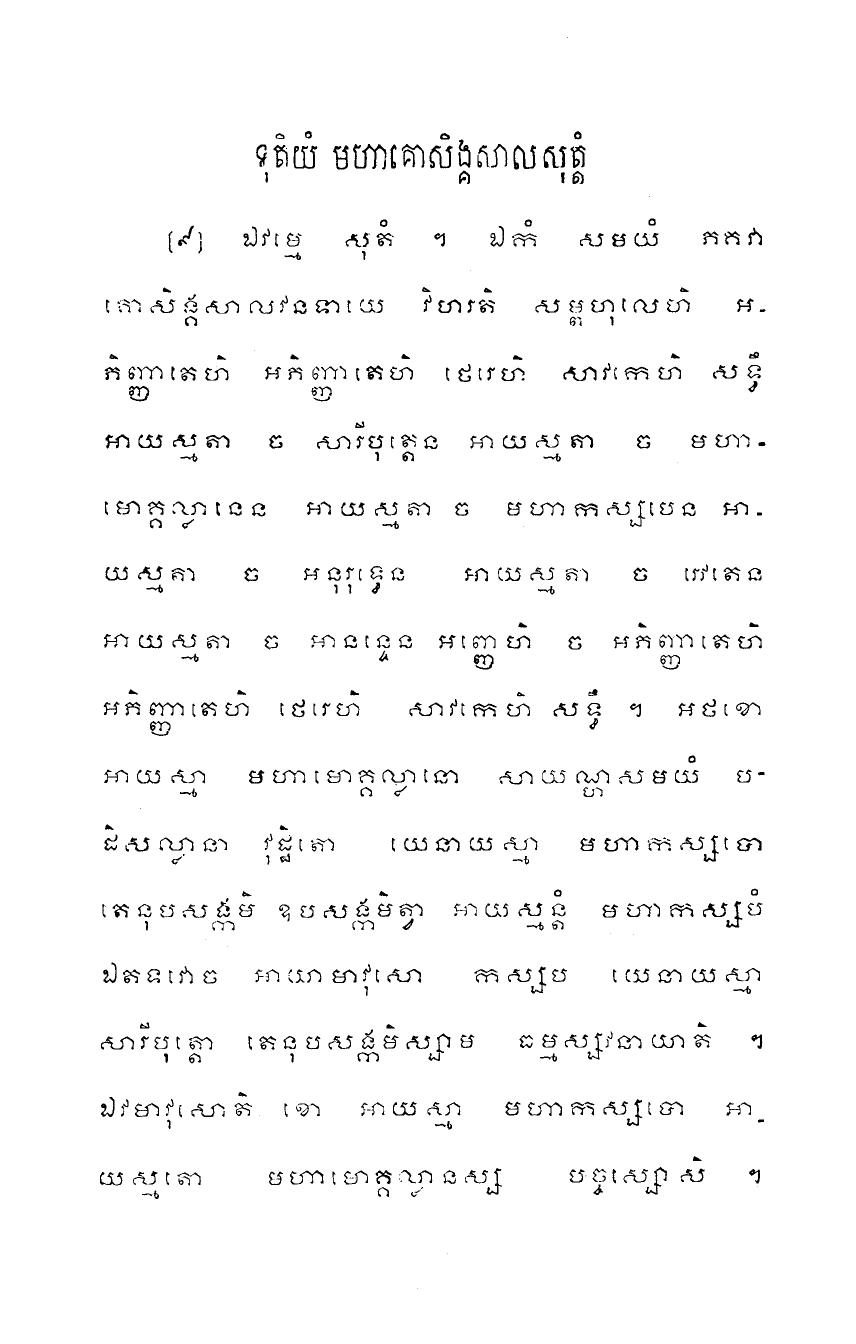 ទុតិយំ មហាគោសិង្គសាលសុត្តំ
[៩] ឯវម្មេ សុតំ ។ ឯកំ សមយំ ភគវា
គោសិង្គសាលវនទាយេ វិហរតិ សម្ពហុលេហិ អ-
ភិញ្ញាតេហិ អភិញ្ញាតេហិ ថេរេហិ សាវកេហិ សទ្ធឹ
អាយស្មតា ច សារីបុត្តេន អាយស្មតា ច មហា-
មោគ្គល្លានេន អាយស្មតា ច មហាកស្សបេន អា-
យស្មតា ច អនុរុទ្ធេន អាយស្មតា ច រេវតេន
អាយស្មតា ច អានន្ទេន អញ្ញេហិ ច អភិញ្ញាតេហិ
អភិញ្ញាតេហិ ថេរេហិ សាវកេហិ សទ្ធឹ ។ អថខោ
អាយស្មា មហាមោគ្គល្លានោ សាយណ្ហសមយំ ប-
ដិសល្លានា វុដ្ឋិតោ យេនាយស្មា មហាកស្សបោ
តេនុបសង្កមិ ឧបសង្កមិត្វា អាយស្មន្តំ មហាកស្សបំ
ឯតទវោច អាយាមាវុសោ កស្សប យេនាយស្មា
សារីបុត្តោ តេនុបសង្កមិស្សាម ធម្មស្សវនាយាតិ ។
ឯវមាវុសោតិ ខោ អាយស្មា មហាកស្សបោ អា-
យស្មតោ មហាមោគ្គល្លានស្ស បច្ចស្សោសិ ។